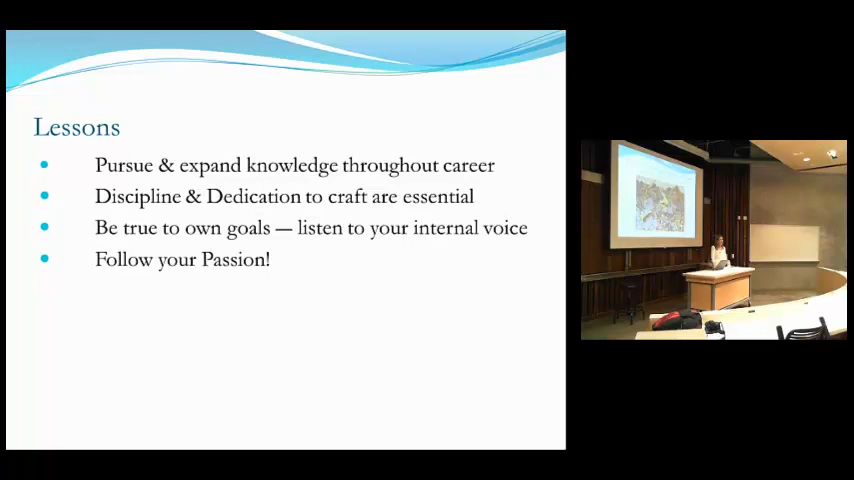 Lessons
Pursue & expand knowledge throughout career
Discipline & Dedication to craft are essential
Be true to own goals — listen to your internal voice
Follow your Passion!